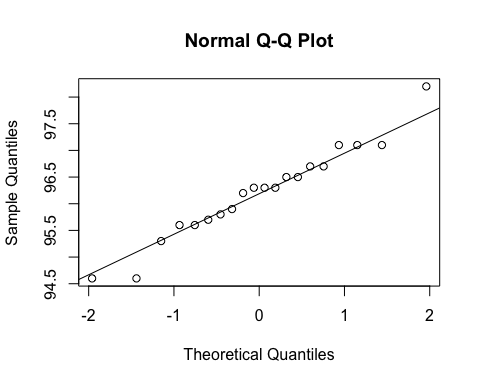 Normal Q-Q Plot
Sample Quantiles
97.5
96.5
95.5
94.5
-2 -1 0 1 2
Theoretical Quantiles